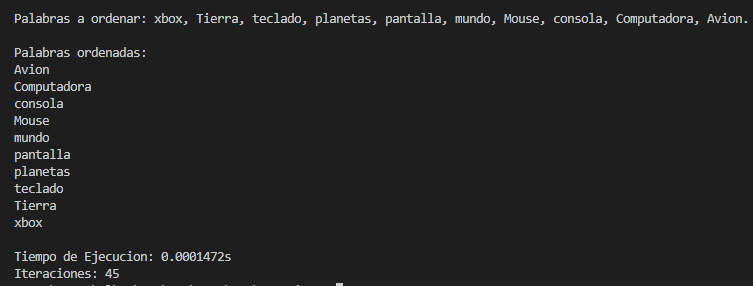 Palabras a ordenar: xbox, Tierra, teclado, planetas, pantalla, mundo, Mouse, consola, Computadora, Avion.
Palabras ordenadas:
Avion
Computadora
consola
Mouse
mundo
pantalla
planetas
teclado
Tierra
xbox
Tiempo de Ejecucion: 0.0001472s
Iteraciones: 45